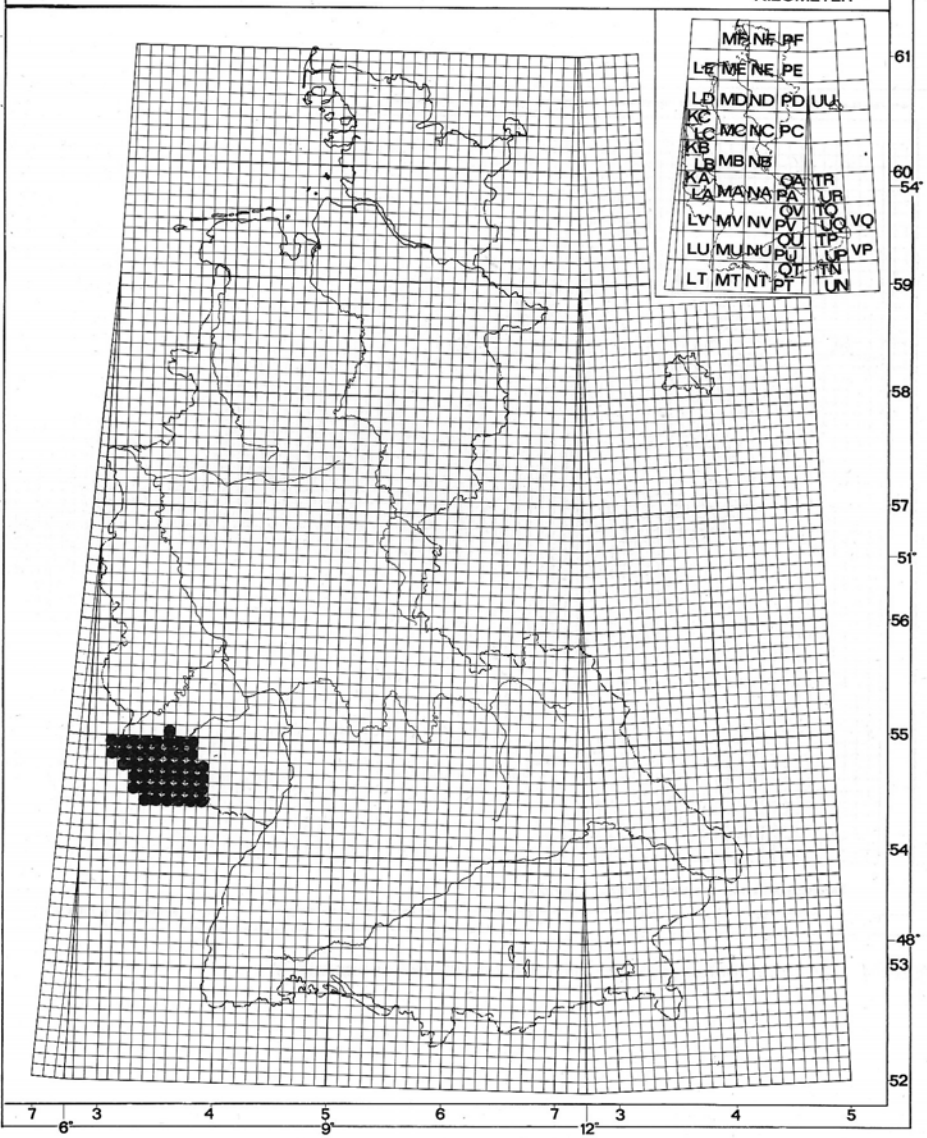 MF NF PF
61
LE ME NE PE
LD MD ND PD UU
KC
LC MC NC PC
KB
LB MB NB
60
KA QA TR
54°
LA MA NA PA UR
QV TQ
LV MV NV PV UQ VQ
QU TP
LU MU NU PU UP VP
QT TN
LT MT NT PT UN
59
58
57
51°
56
55
54
48°
53
52
7 3 4 5 6 7 3 4 5
6° 9° 12°